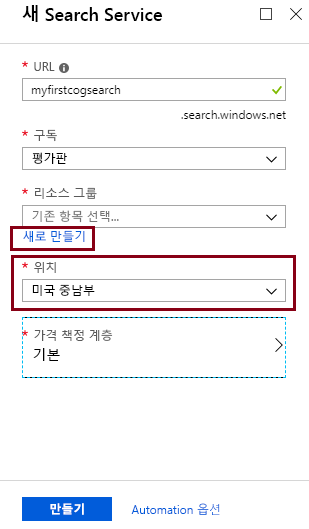 새 Search Service
* URL
myfirstcogsearch
.search.windows.net
* 구독
평가판
* 리소스 그룹
기존 항목 선택...
새로 만들기
* 위치
미국 중남부
* 가격 책정 계층
기본
만들기 Automation 옵션